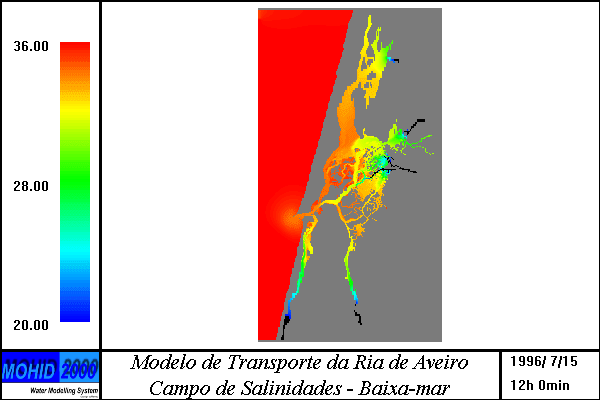 36.00
28.00
20.00
MOHID 2000
Water Modelling System
Modelo de Transporte da Ria de Aveiro
Campo de Salinidades - Baixa-mar
1996/ 7/15
12h 0min